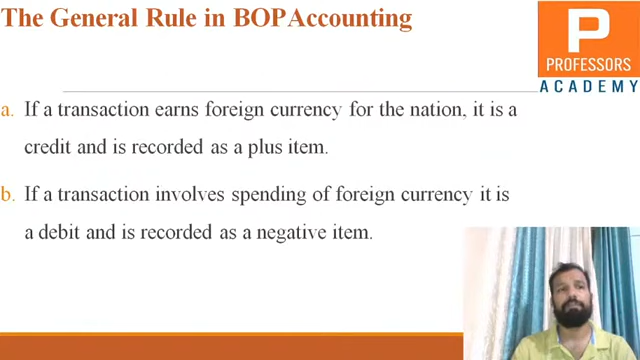 The General Rule in BOP Accounting
P
PROFESSORS
ACADEMY
a. If a transaction earns foreign currency for the nation, it is a
credit and is recorded as a plus item.
b. If a transaction involves spending of foreign currency it is
a debit and is recorded as a negative item.